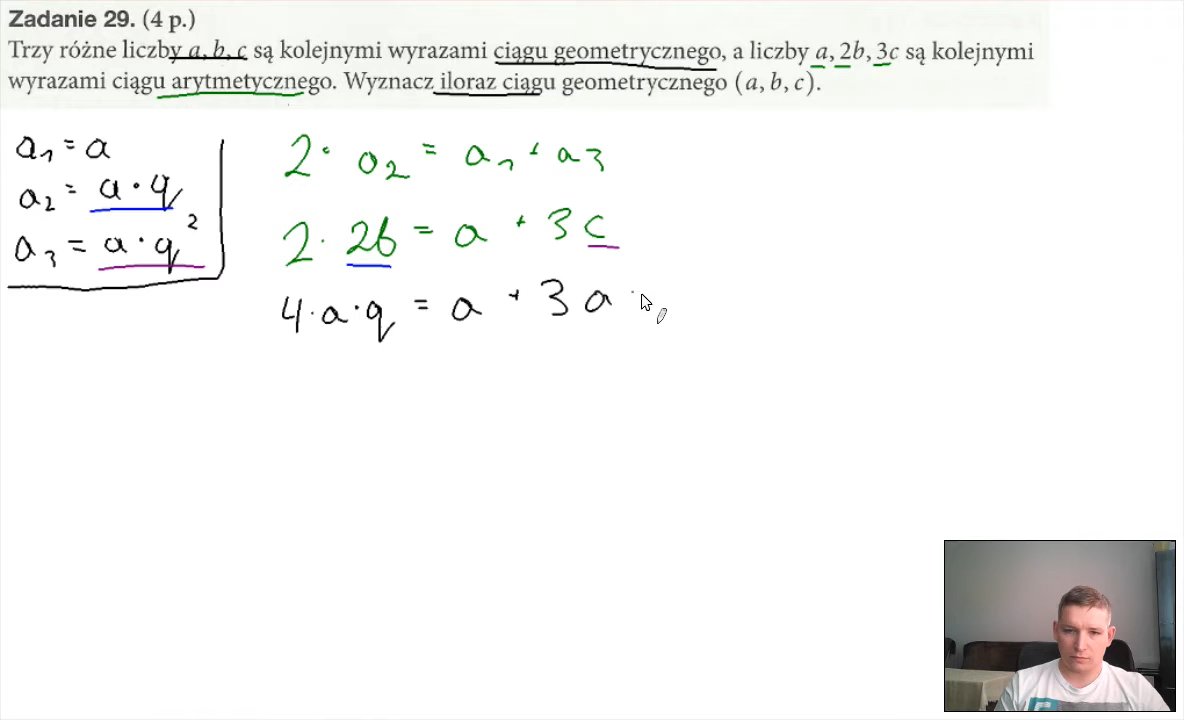 Zadanie 29. (4 p.)
Trzy różne liczby a, b, c są kolejnymi wyrazami ciągu geometrycznego, a liczby a, 2b, 3c są kolejnymi
wyrazami ciągu arytmetycznego. Wyznacz iloraz ciągu geometrycznego (a, b, c).
a₁ = a
a₂ = a · q
a₃ = a · q²
2 · a₂ = a₁ + a₃
2 · 2b = a + 3c
4 · a · q = a + 3a ·